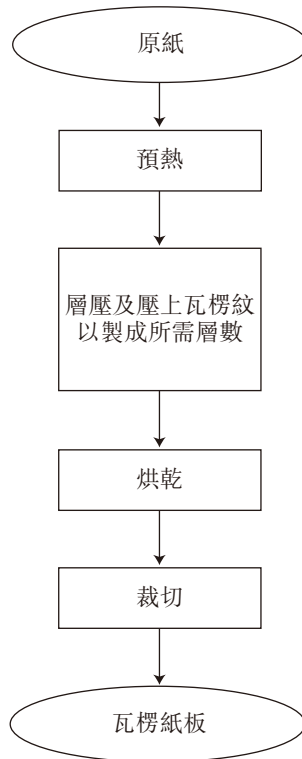 原紙
預熱
層壓及壓上瓦楞紋
以製成所需層數
烘乾
裁切
瓦楞紙板